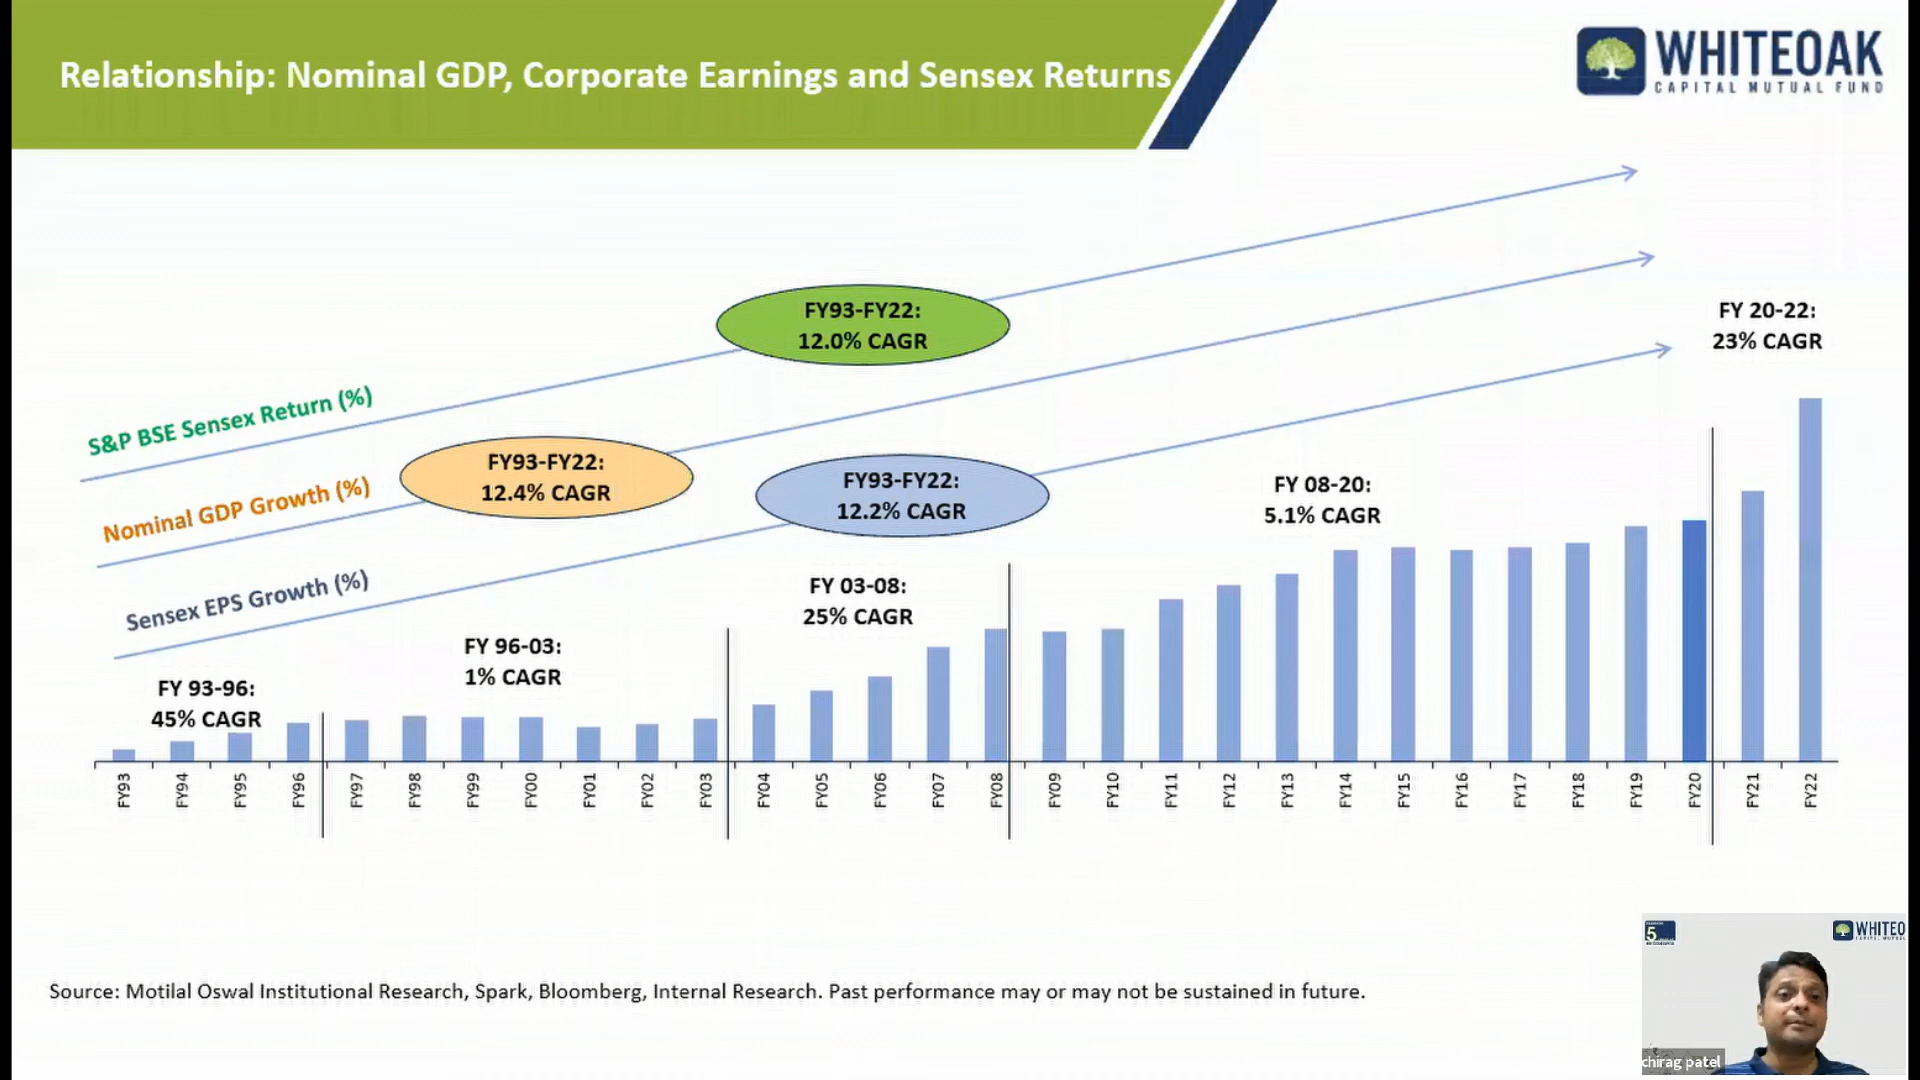 Relationship: Nominal GDP, Corporate Earnings and Sensex Returns
WHITEOAK
CAPITAL MUTUAL FUND
FY93-FY22:
12.0% CAGR
FY 20-22:
23% CAGR
S&P BSE Sensex Return (%)
FY93-FY22:
12.4% CAGR
FY93-FY22:
12.2% CAGR
FY 08-20:
5.1% CAGR
Nominal GDP Growth (%)
Sensex EPS Growth (%)
FY 03-08:
25% CAGR
FY 96-03:
1% CAGR
FY 93-96:
45% CAGR
FY93
FY94
FY95
FY96
FY97
FY98
FY99
FY00
FY01
FY02
FY03
FY04
FY05
FY06
FY07
FY08
FY09
FY10
FY11
FY12
FY13
FY14
FY15
FY16
FY17
FY18
FY19
FY20
FY21
FY22
Source: Motilal Oswal Institutional Research, Spark, Bloomberg, Internal Research. Past performance may or may not be sustained in future.
5
WHITEO
chirag patel